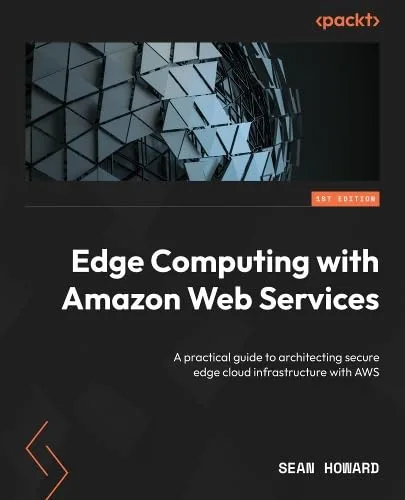 <packt>
1ST EDITION
Edge Computing with
Amazon Web Services
A practical guide to architecting secure
edge cloud infrastructure with AWS
SEAN HOWARD